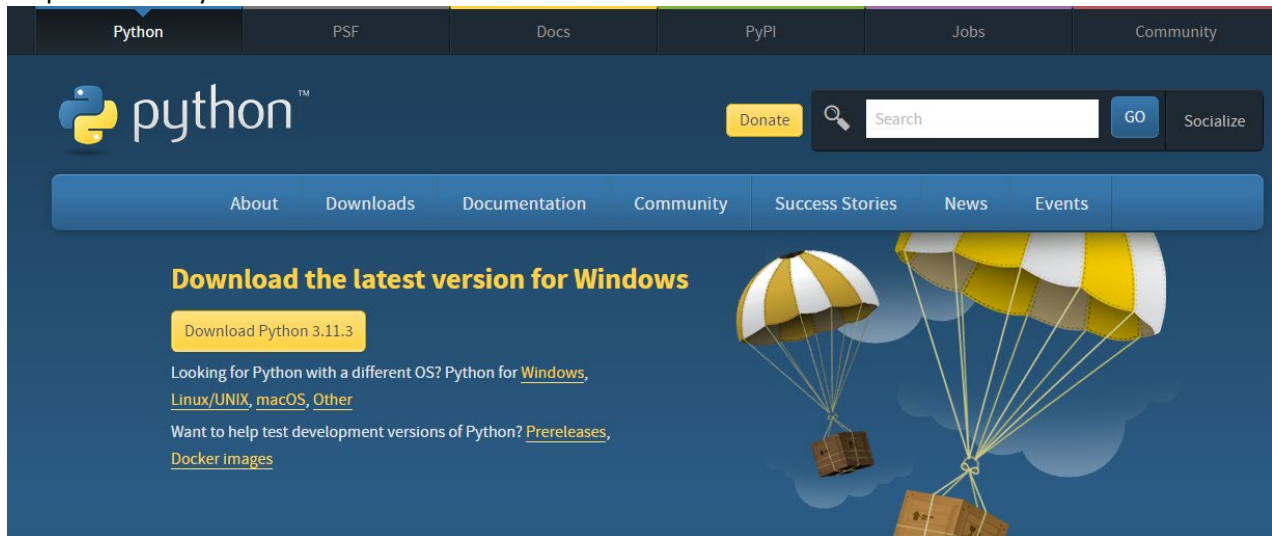 Python PSF Docs PyPI Jobs Community
python™
Donate Search GO Socialize
About Downloads Documentation Community Success Stories News Events
Download the latest version for Windows
Download Python 3.11.3
Looking for Python with a different OS? Python for Windows,
Linux/UNIX, macOS, Other
Want to help test development versions of Python? Prereleases,
Docker images